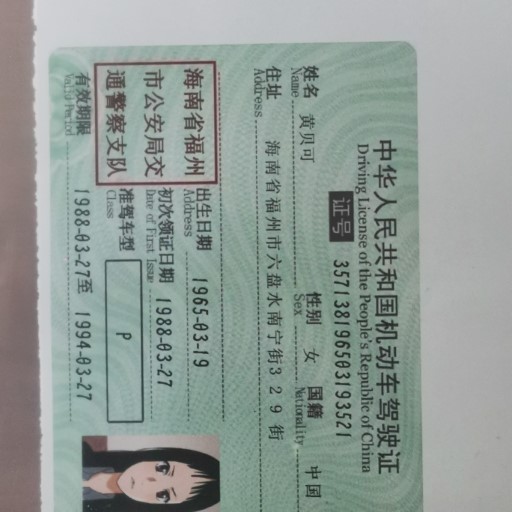 中华人民共和国机动车驾驶证
Driving License of the People's Republic of China
证号 357138196503193521
姓名 黄贝可 性别 女 国籍 中国
Name Sex Nationality
住址 海南省福州市六盘水南宁街329街
Address
海南省福州
市公安局交
通警察支队
出生日期 1965-03-19
Address
初次领证日期 1988-03-27
Date of First Issue
准驾车型 P
Class
有效期限 1988-03-27至 1994-03-27
Valid Period